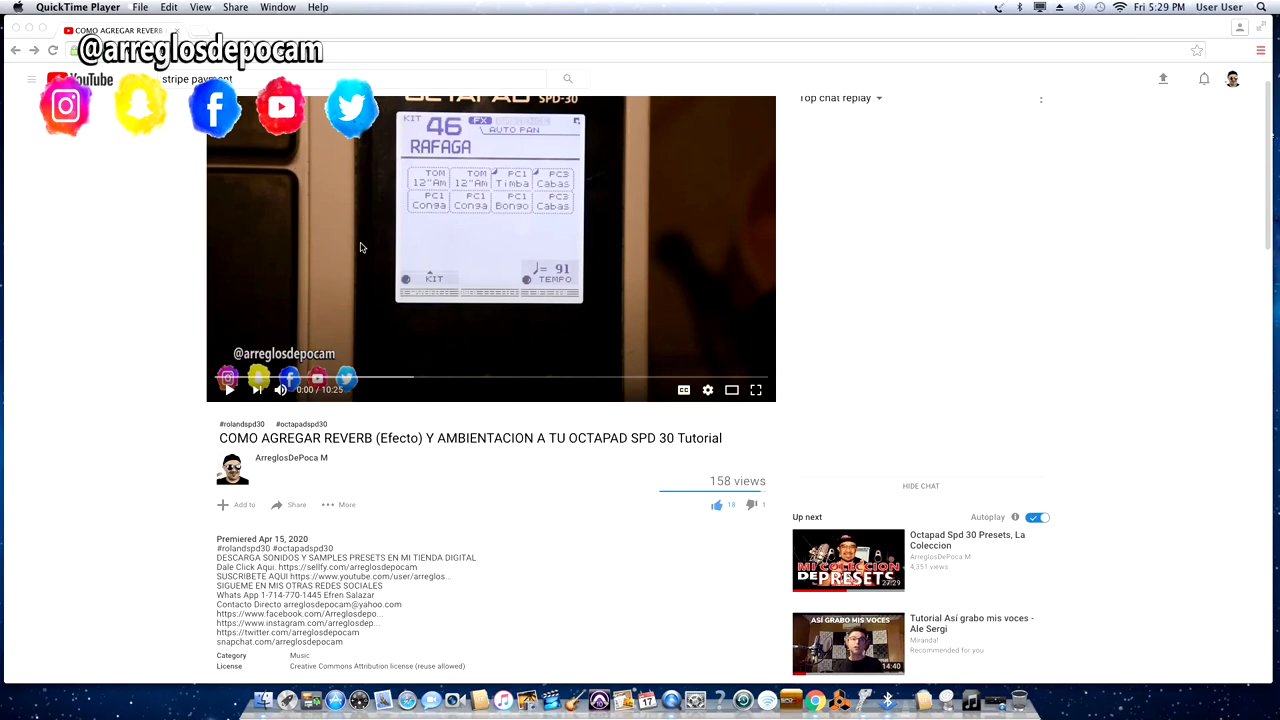 QuickTime Player File Edit View Share Window Help
Fri 5:29 PM User User
COMO AGREGAR REVERB
@arreglosdepocam
YouTube
stripe payment
Top chat replay
OCTAPAD SPD-30
KIT 46 FX AUTO PAN
RAFAGA
TOM 12"Am TOM 12"Am PC1 Timba PC3 Cabas
PC1 Conga PC1 Conga PC1 Bongo PC3 Cabas
KIT
♩= 91
TEMPO
@arreglosdepocam
0:00 / 10:25
CC
#rolandspd30 #octapadspd30
COMO AGREGAR REVERB (Efecto) Y AMBIENTACION A TU OCTAPAD SPD 30 Tutorial
ArreglosDePoca M
158 views
Add to Share More
18 1
Premiered Apr 15, 2020
#rolandspd30 #octapadspd30
DESCARGA SONIDOS Y SAMPLES PRESETS EN MI TIENDA DIGITAL
Dale Click Aqui. https://sellfy.com/arreglosdepocam
SUSCRIBETE AQUI https://www.youtube.com/user/arreglos...
SIGUEME EN MIS OTRAS REDES SOCIALES
Whats App 1-714-770-1445 Efren Salazar
Contacto Directo arreglosdepocam@yahoo.com
https://www.facebook.com/Arreglosdepo...
https://www.instagram.com/arreglosdep...
https://twitter.com/arreglosdepocam
snapchat.com/arreglosdepocam
Category Music
License Creative Commons Attribution license (reuse allowed)
HIDE CHAT
Up next
Autoplay
MI COLECCION
DE PRESETS
27:29
Octapad Spd 30 Presets, La
Coleccion
ArreglosDePoca M
4,351 views
ASÍ GRABO MIS VOCES
14:40
Tutorial Así grabo mis voces -
Ale Sergi
Miranda!
Recommended for you
17